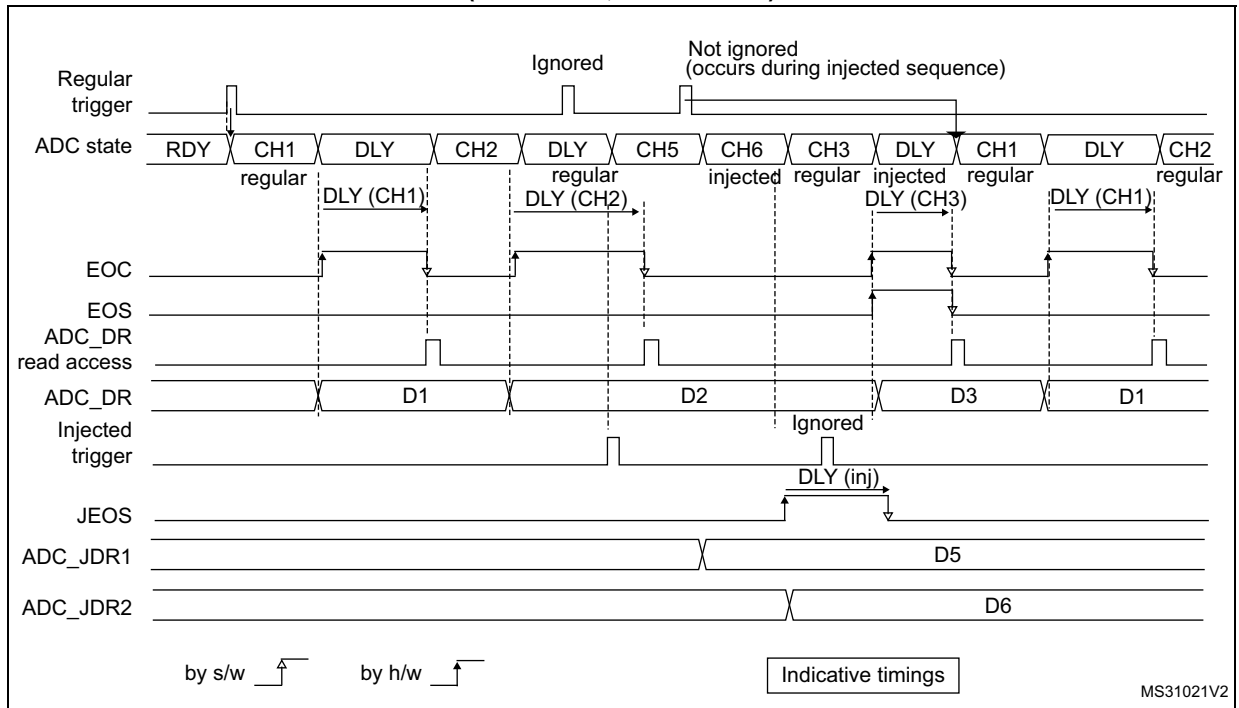 Regular trigger
Ignored
Not ignored
(occurs during injected sequence)
ADC state
RDY CH1 DLY CH2 DLY CH5 CH6 CH3 DLY CH1 DLY CH2
regular regular injected regular injected regular regular
DLY (CH1) DLY (CH2) DLY (CH3) DLY (CH1)
EOC
EOS
ADC_DR
read access
ADC_DR D1 D2 D3 D1
Injected
trigger
Ignored
DLY (inj)
JEOS
ADC_JDR1 D5
ADC_JDR2 D6
by s/w by h/w Indicative timings
MS31021V2